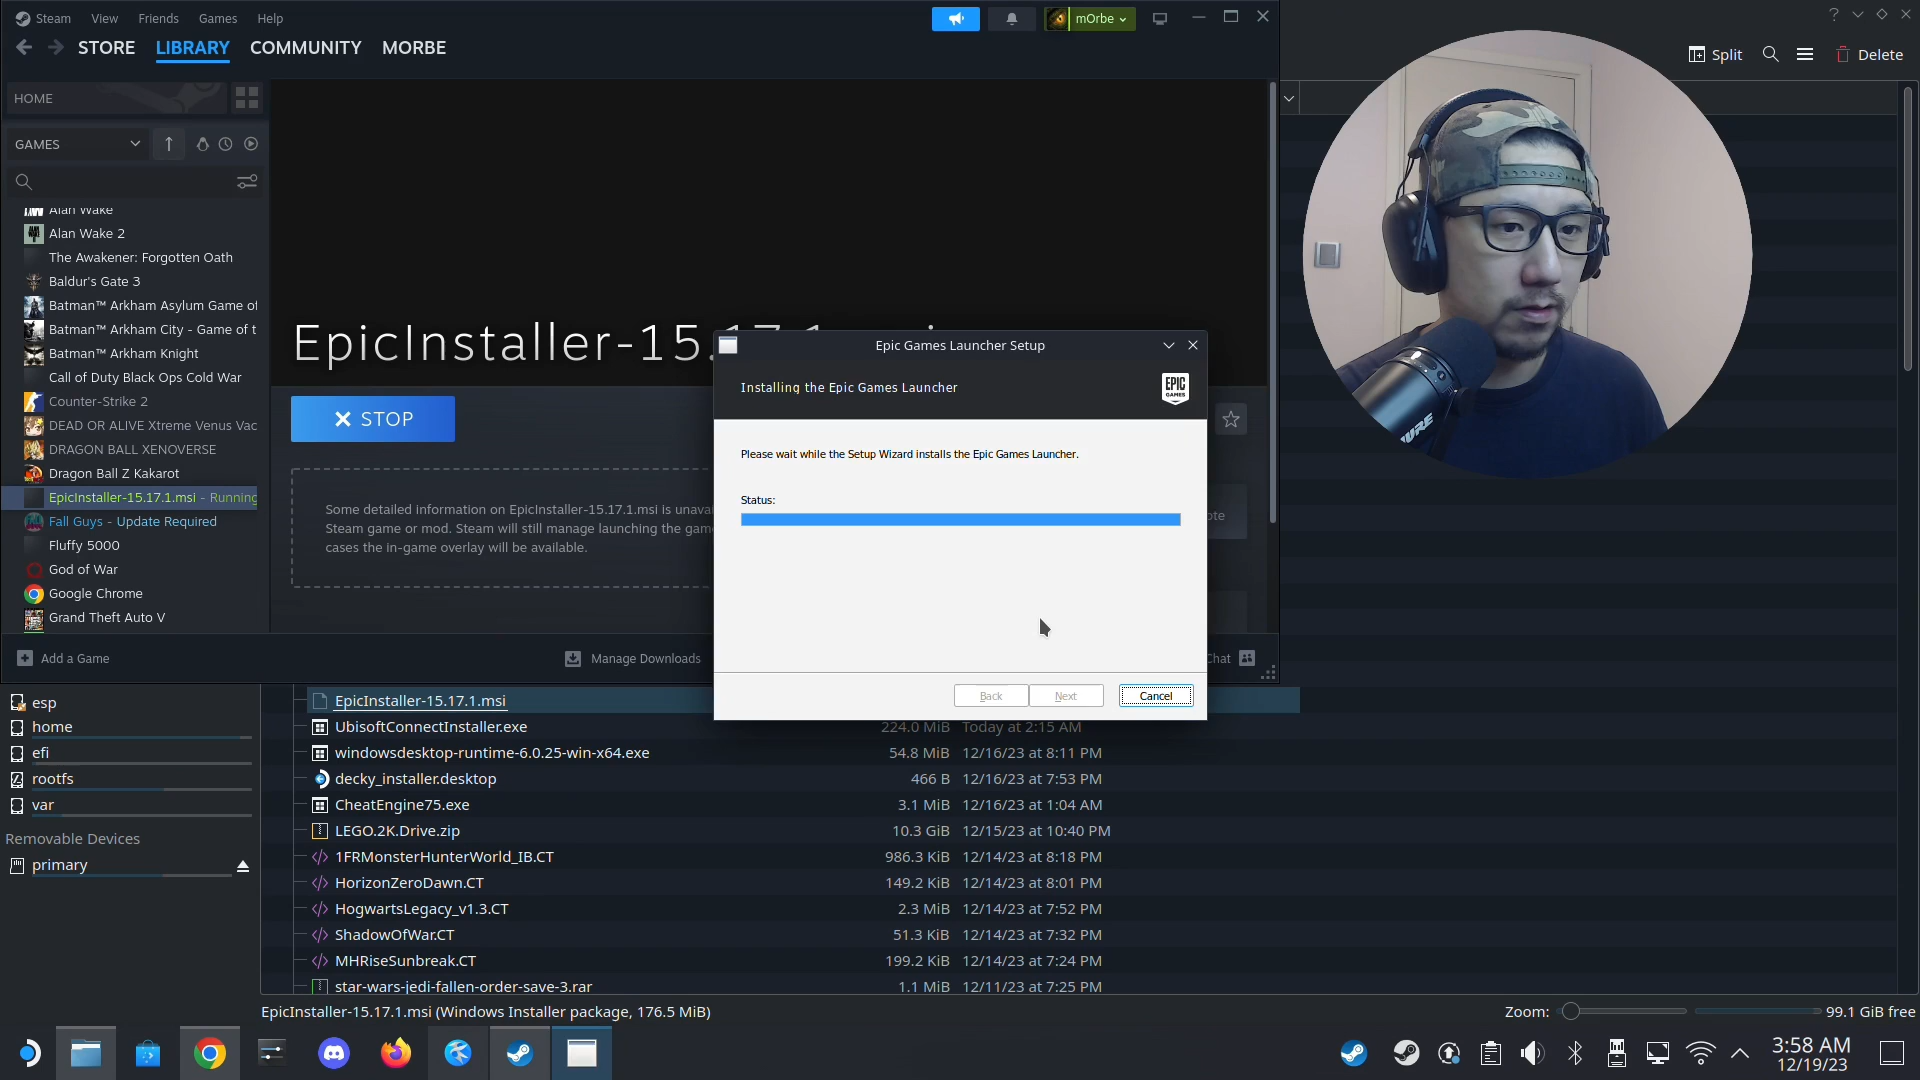 Steam
View
Friends
Games
Help
mOrbe
STORE
LIBRARY
COMMUNITY
MORBE
?
Split
Delete
HOME
GAMES
Alan Wake
Alan Wake 2
The Awakener: Forgotten Oath
Baldur's Gate 3
Batman™ Arkham Asylum Game of
Batman™ Arkham City - Game of t
Batman™ Arkham Knight
Call of Duty Black Ops Cold War
Counter-Strike 2
DEAD OR ALIVE Xtreme Venus Vac
DRAGON BALL XENOVERSE
Dragon Ball Z Kakarot
EpicInstaller-15.17.1.msi - Running
Fall Guys - Update Required
Fluffy 5000
God of War
Google Chrome
Grand Theft Auto V
Add a Game
EpicInstaller-15.17.1.msi
STOP
Some detailed information on EpicInstaller-15.17.1.msi is unava
Steam game or mod. Steam will still manage launching the gam
cases the in-game overlay will be available.
Manage Downloads
Chat
Epic Games Launcher Setup
Installing the Epic Games Launcher
EPIC
GAMES
Please wait while the Setup Wizard installs the Epic Games Launcher.
Status:
Back
Next
Cancel
SHURE
esp
home
efi
rootfs
var
Removable Devices
primary
EpicInstaller-15.17.1.msi
UbisoftConnectInstaller.exe 224.0 MiB Today at 2:15 AM
windowsdesktop-runtime-6.0.25-win-x64.exe 54.8 MiB 12/16/23 at 8:11 PM
decky_installer.desktop 466 B 12/16/23 at 7:53 PM
CheatEngine75.exe 3.1 MiB 12/16/23 at 1:04 AM
LEGO.2K.Drive.zip 10.3 GiB 12/15/23 at 10:40 PM
1FRMonsterHunterWorld_IB.CT 986.3 KiB 12/14/23 at 8:18 PM
HorizonZeroDawn.CT 149.2 KiB 12/14/23 at 8:01 PM
HogwartsLegacy_v1.3.CT 2.3 MiB 12/14/23 at 7:52 PM
ShadowOfWar.CT 51.3 KiB 12/14/23 at 7:32 PM
MHRiseSunbreak.CT 199.2 KiB 12/14/23 at 7:24 PM
star-wars-jedi-fallen-order-save-3.rar 1.1 MiB 12/11/23 at 7:25 PM
EpicInstaller-15.17.1.msi (Windows Installer package, 176.5 MiB)
Zoom:
99.1 GiB free
3:58 AM
12/19/23